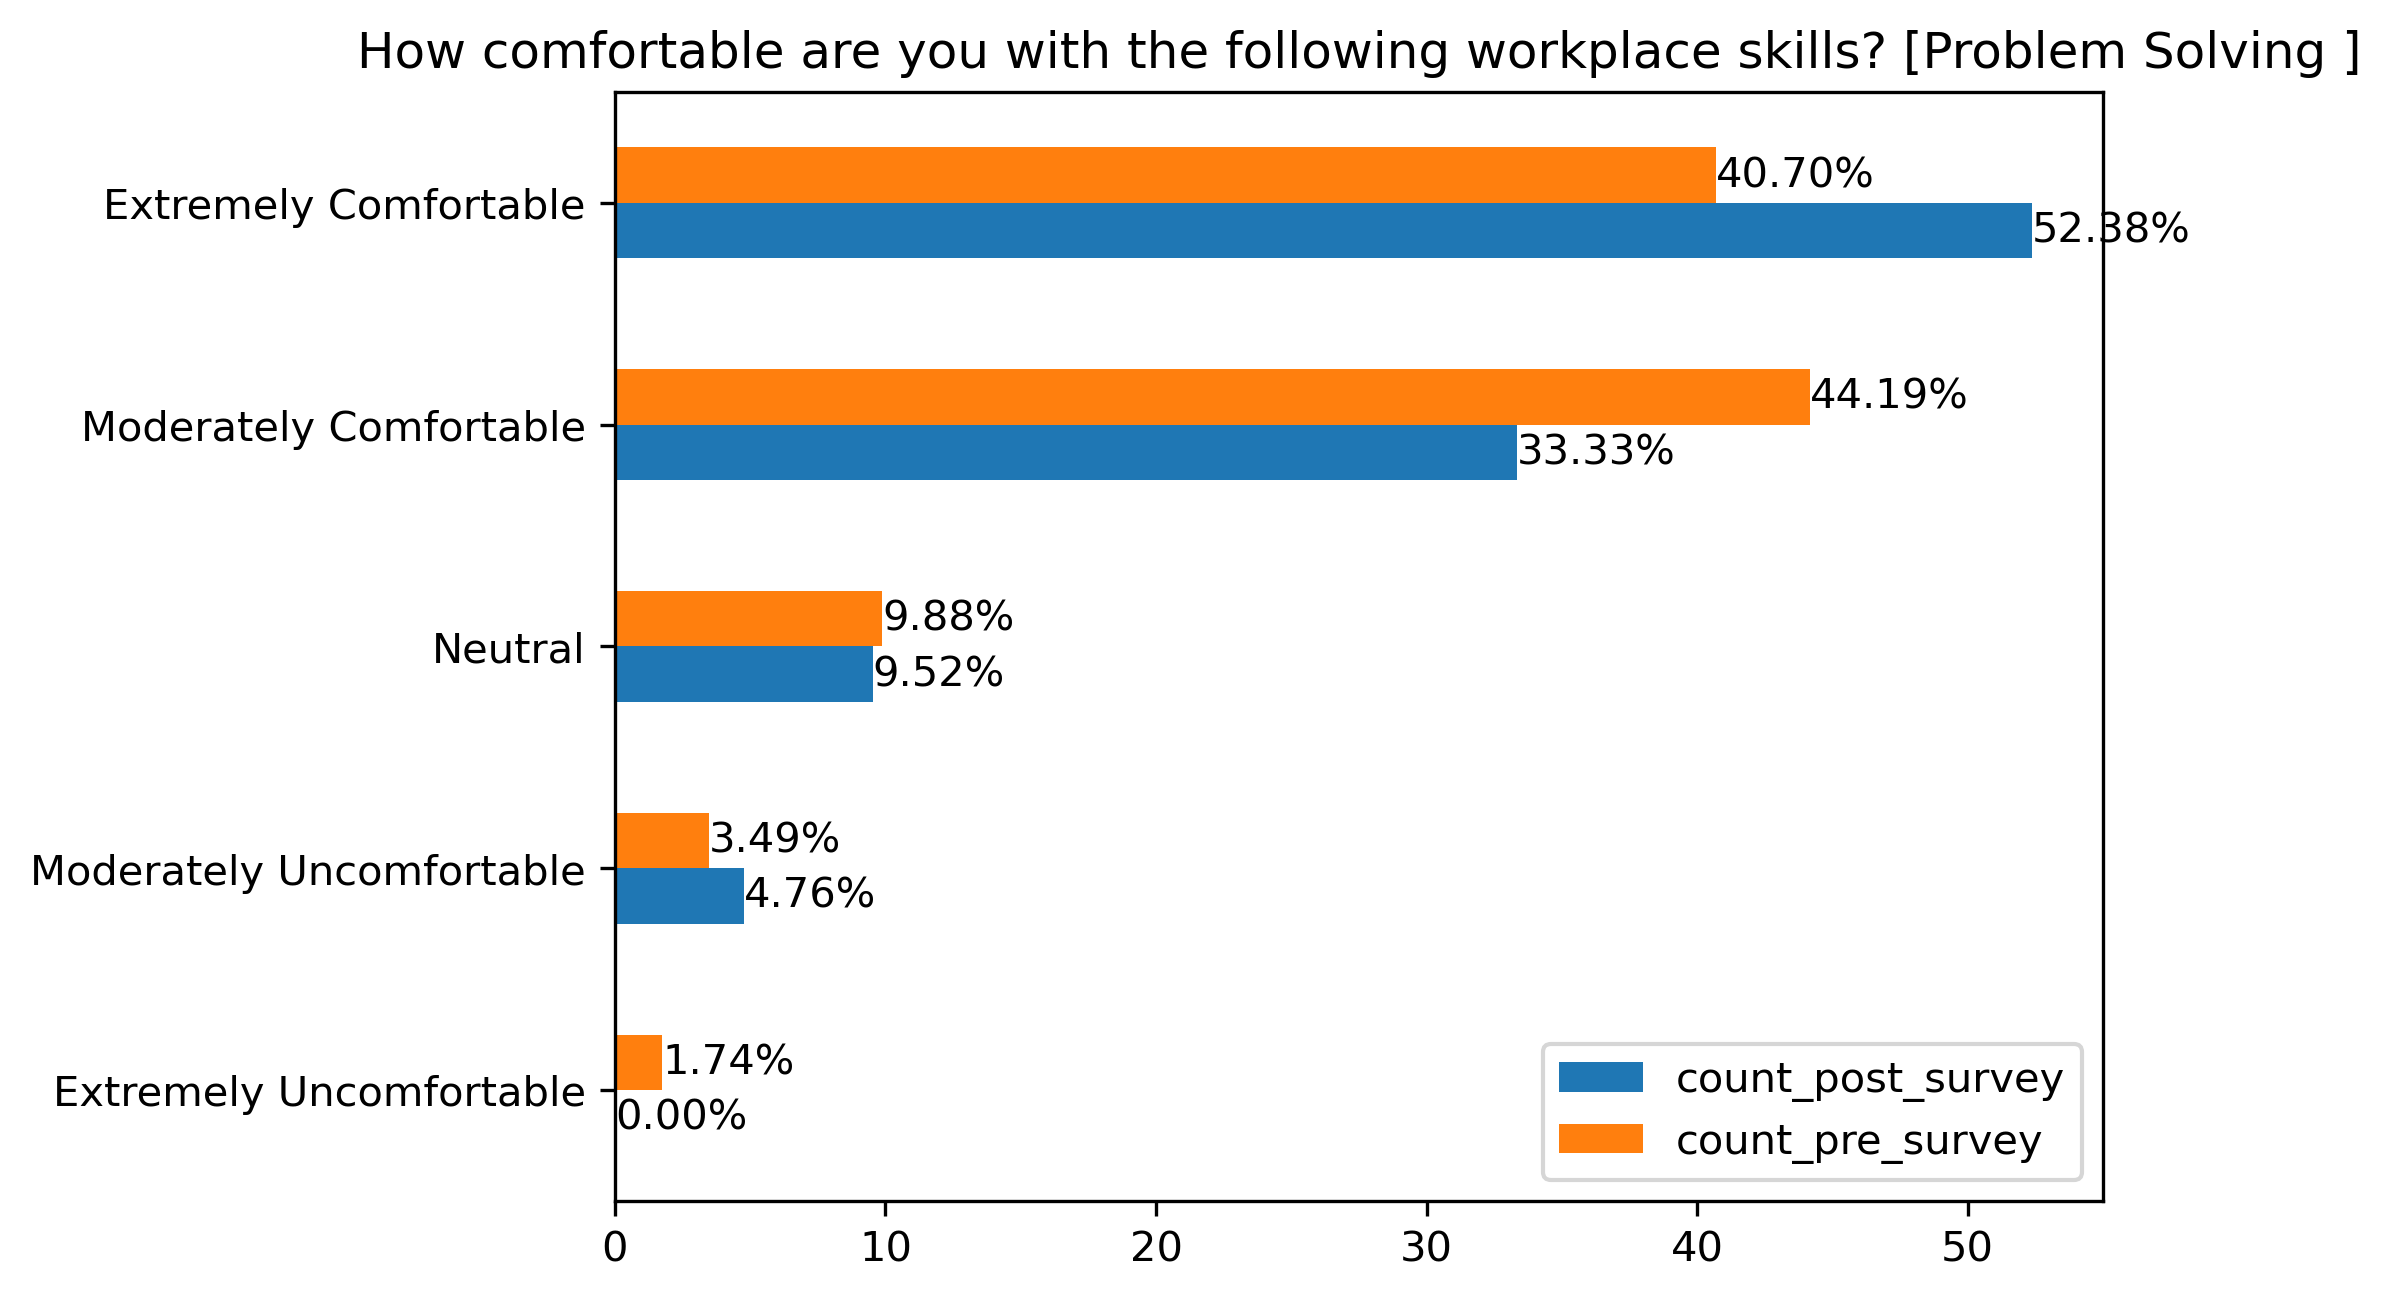 How comfortable are you with the following workplace skills? [Problem Solving ]
Extremely Comfortable
40.70%
52.38%
Moderately Comfortable
44.19%
33.33%
Neutral
9.88%
9.52%
Moderately Uncomfortable
3.49%
4.76%
Extremely Uncomfortable
1.74%
0.00%
count_post_survey
count_pre_survey
0 10 20 30 40 50